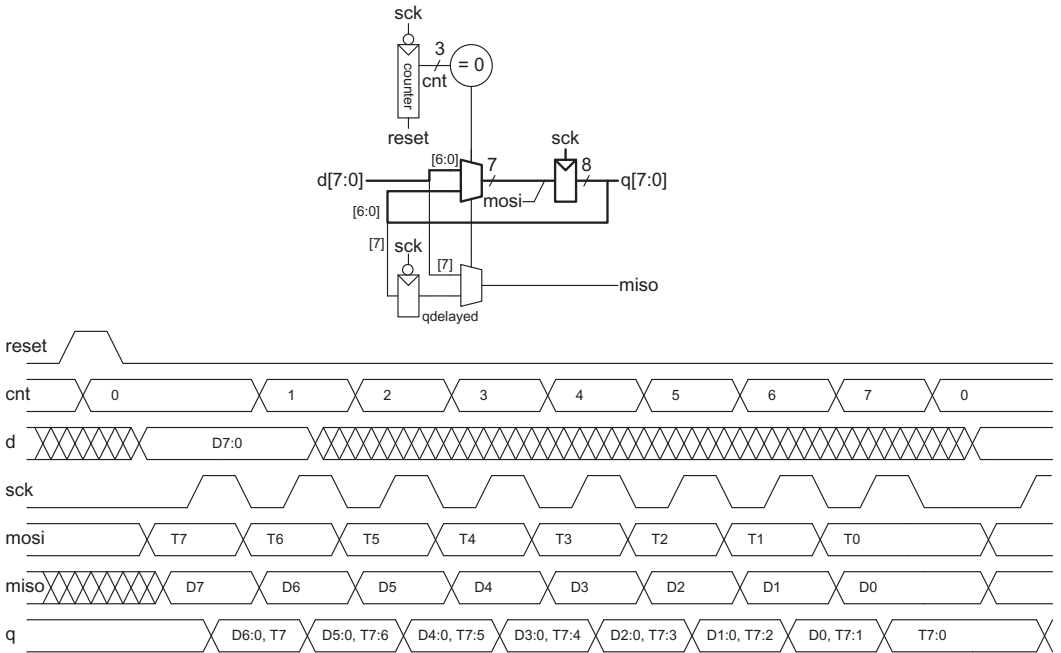 sck
3
= 0
cnt
counter
reset
sck
[6:0]
7
8
d[7:0]
q[7:0]
mosi
[6:0]
[7]
sck
[7]
miso
qdelayed
reset
cnt 0 1 2 3 4 5 6 7 0
d D7:0
sck
mosi T7 T6 T5 T4 T3 T2 T1 T0
miso D7 D6 D5 D4 D3 D2 D1 D0
q D6:0, T7 D5:0, T7:6 D4:0, T7:5 D3:0, T7:4 D2:0, T7:3 D1:0, T7:2 D0, T7:1 T7:0